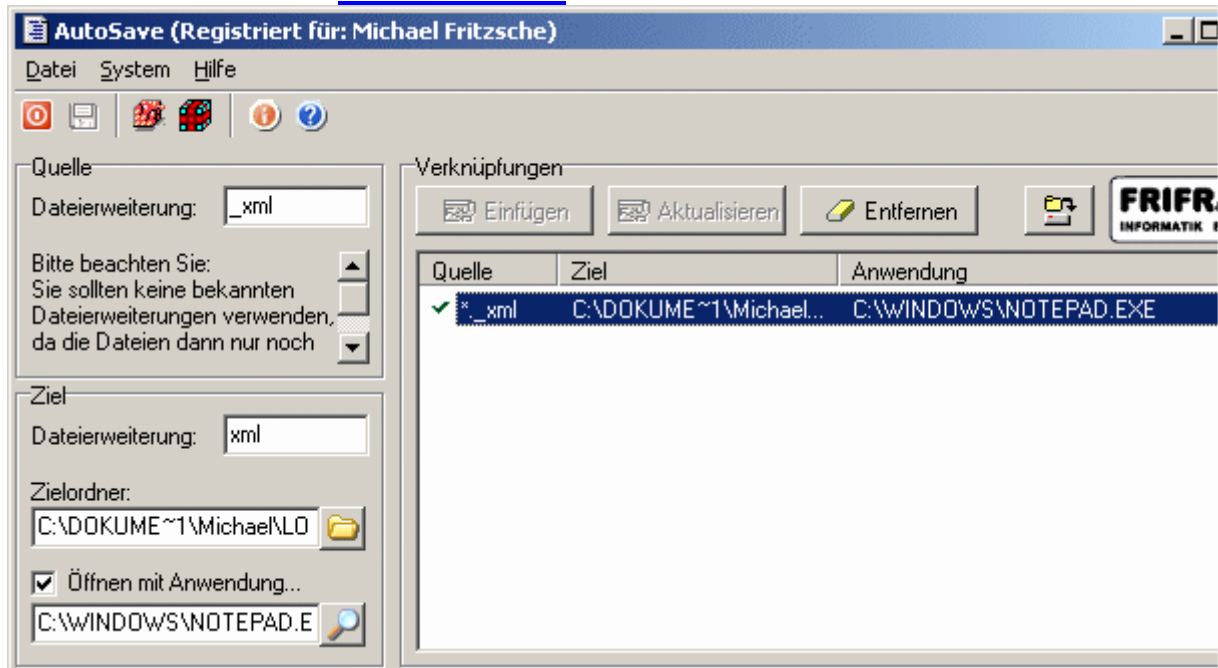 AutoSave (Registriert für: Michael Fritzsche)
Datei System Hilfe
Quelle
Dateierweiterung: _xml
Bitte beachten Sie:
Sie sollten keine bekannten
Dateierweiterungen verwenden,
da die Dateien dann nur noch
Ziel
Dateierweiterung: xml
Zielordner:
C:\DOKUME~1\Michael\LO
Öffnen mit Anwendung...
C:\WINDOWS\NOTEPAD.E
Verknüpfungen
Einfügen Aktualisieren Entfernen
FRIFR
INFORMATIK
Quelle Ziel Anwendung
*._xml C:\DOKUME~1\Michael... C:\WINDOWS\NOTEPAD.EXE